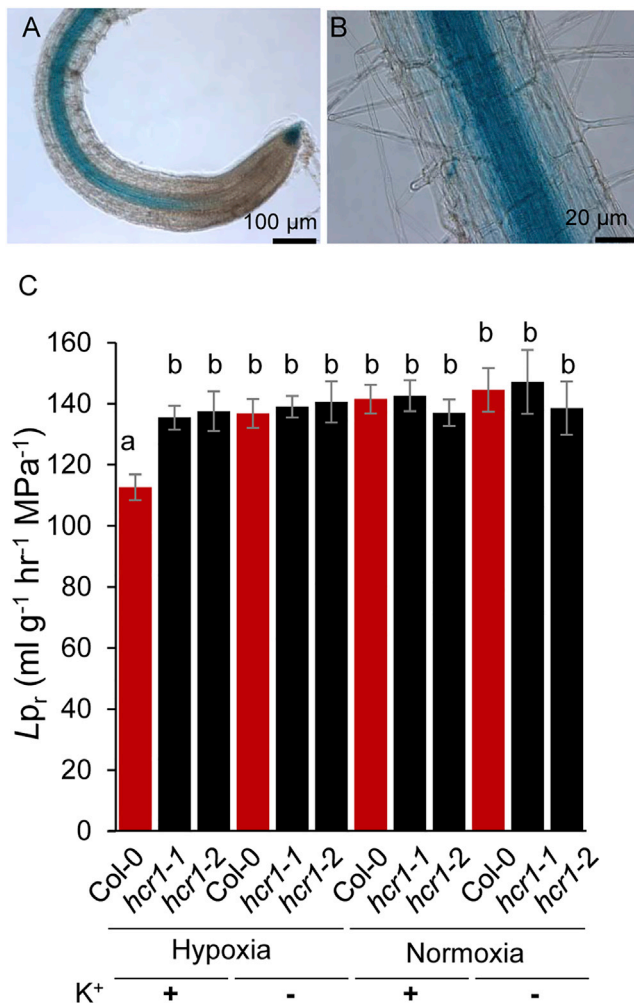 A
B
100 µm
20 µm
C
160
140
120
100
80
60
40
20
0
Lpr (ml g⁻¹ hr⁻¹ MPa⁻¹)
a b b b b b b b b b b b
Col-0 hcr1-1 hcr1-2 Col-0 hcr1-1 hcr1-2 Col-0 hcr1-1 hcr1-2 Col-0 hcr1-1 hcr1-2
Hypoxia Normoxia
K⁺ + - + -